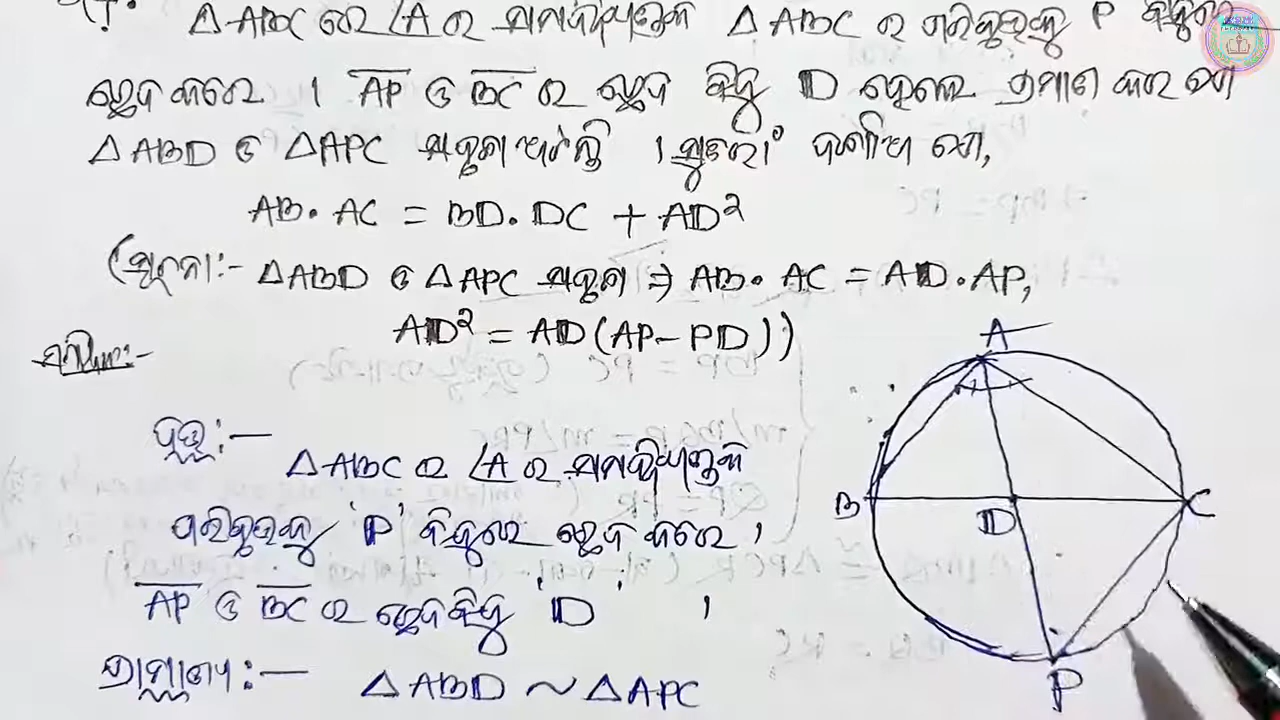 △ABC ରେ ∠A ର ସମଦ୍ବିଖଣ୍ଡକ △ABC ର ପରିବୃତ୍ତକୁ P ବିନ୍ଦୁରେ
ଛେଦ କରେ । AP ଓ BC ର ଛେଦ ବିନ୍ଦୁ D ହେଲେ ପ୍ରମାଣ କର ଯେ
△ABD ଓ △APC ସଦୃଶ ଅଟନ୍ତି । ସୁତରାଂ ଦର୍ଶାଅ ଯେ,
AB. AC = BD. DC + AD²
(ସୂଚନା:- △ABD ଓ △APC ସଦୃଶ ⇒ AB. AC = AD. AP,
AD² = AD(AP-PD))
ସମାଧାନ:-
ଦତ୍ତ:-
△ABC ର ∠A ର ସମଦ୍ବିଖଣ୍ଡକ
ପରିବୃତ୍ତକୁ 'P' ବିନ୍ଦୁରେ ଛେଦ କରେ ।
AP ଓ BC ର ଛେଦବିନ୍ଦୁ 'D' ।
ପ୍ରାମାଣ୍ୟ:- △ABD ~ △APC
A
B
D
C
P